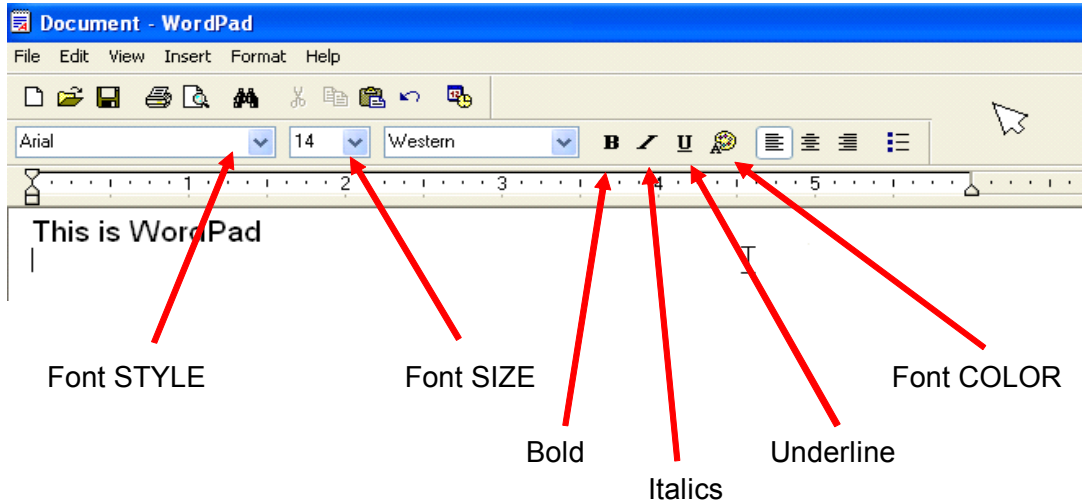 Document - WordPad
File Edit View Insert Format Help
Arial 14 Western B I U
1 2 3 4 5
This is WordPad
Font STYLE Font SIZE Font COLOR
Bold Underline
Italics